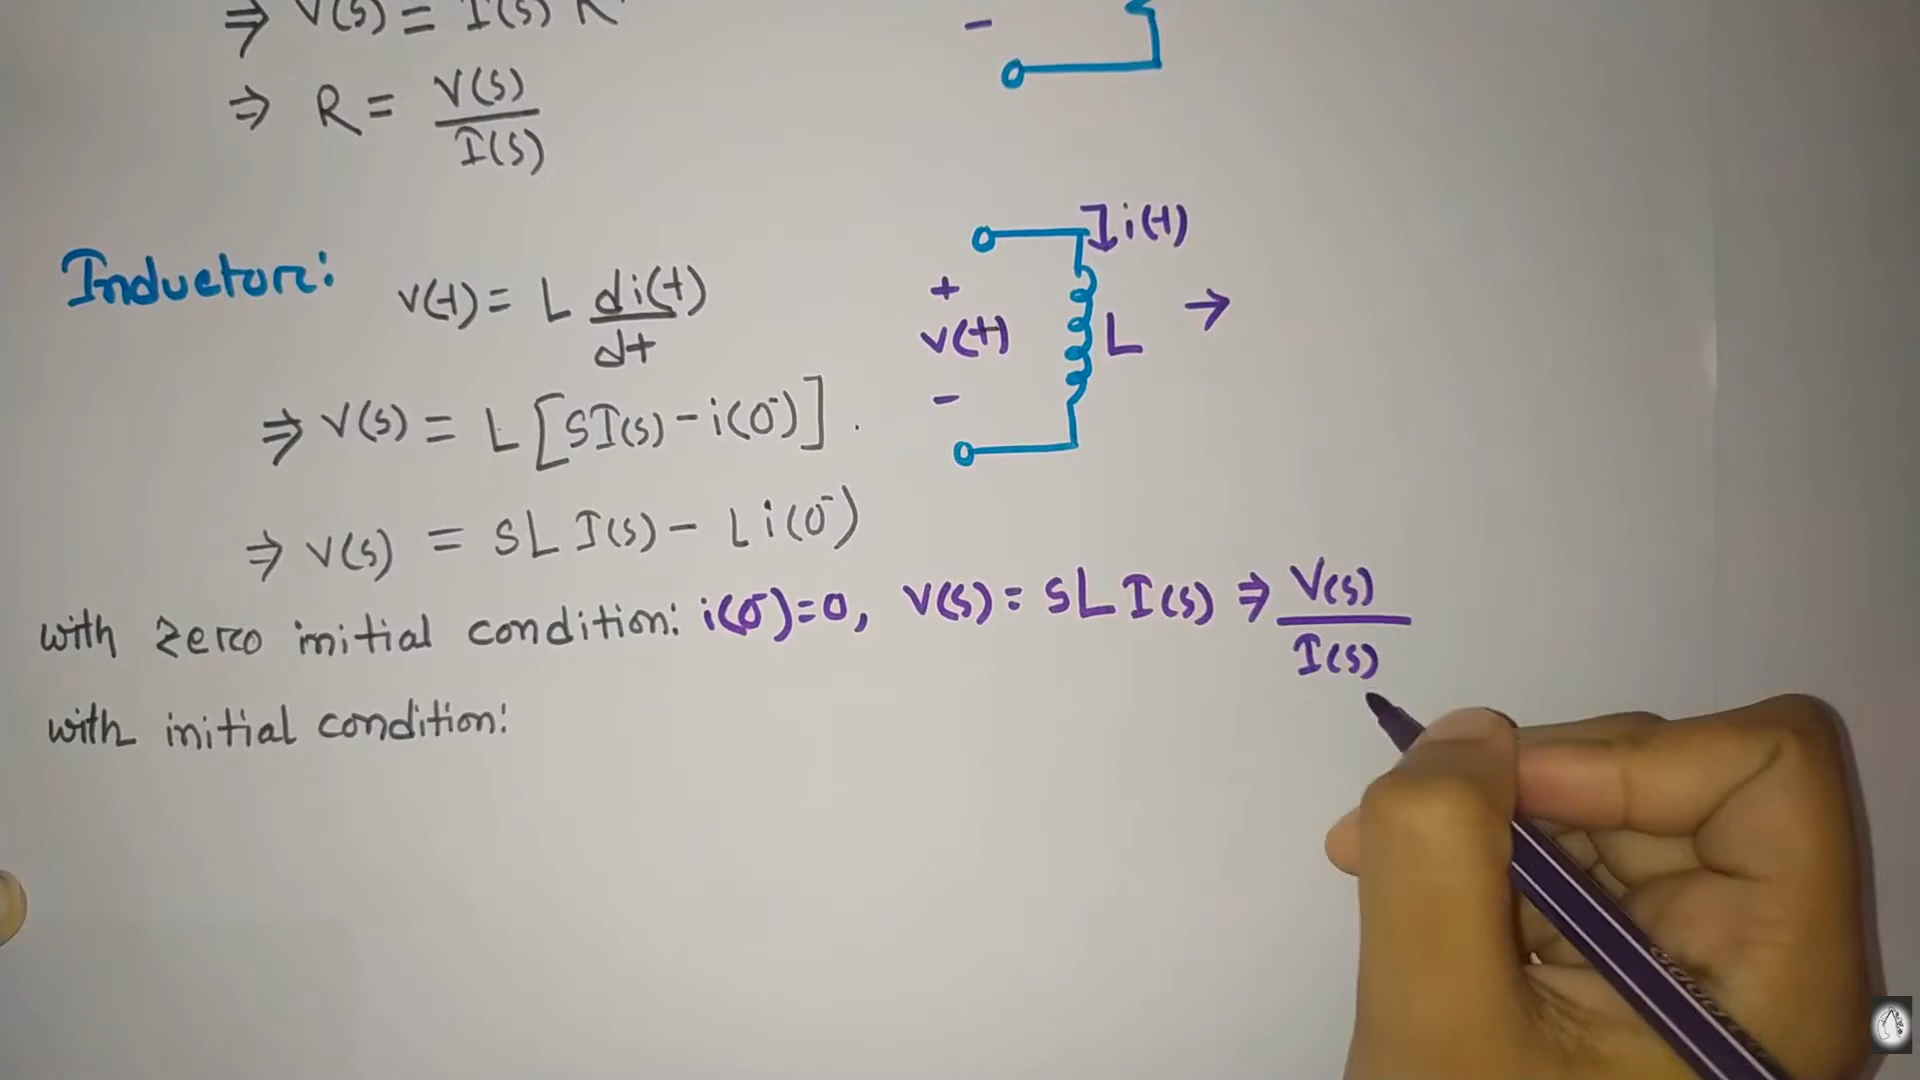 ⇒ V(s) = I(s) R
⇒ R = V(s) / I(s)
Inductor:
v(t) = L di(t)/dt
⇒ V(s) = L [SI(s) - i(0⁻)].
⇒ V(s) = SL I(s) - L i(0⁻)
with zero initial condition: i(0⁻)=0, V(s) = SL I(s) ⇒ V(s) / I(s)
with initial condition:
-
I i(t)
+
v(t)
L →
-